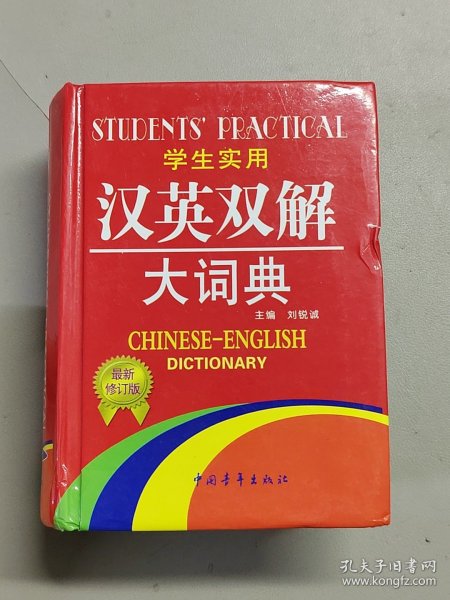 STUDENTS' PRACTICAL
学生实用
汉英双解
大词典
主编 刘锐诚
CHINESE-ENGLISH
DICTIONARY
最新
修订版
中国青年出版社
孔夫子旧书网
www.kongfz.com